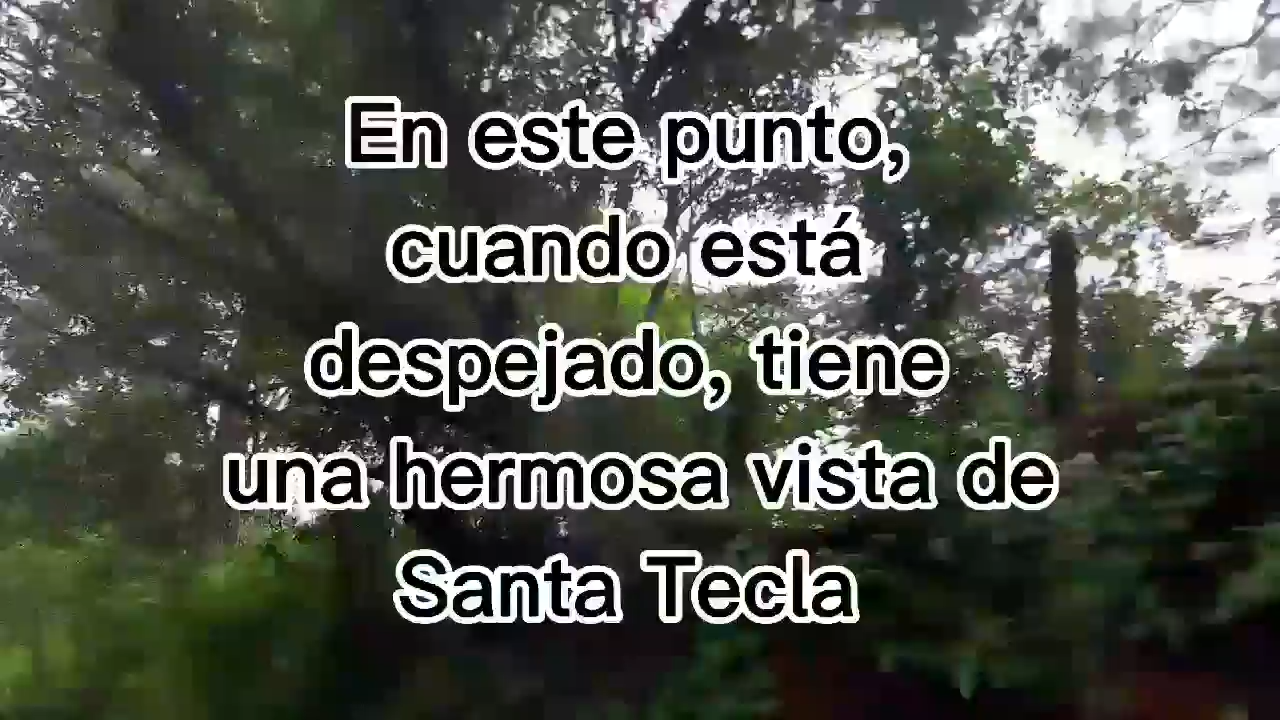 En este punto,
cuando está
despejado, tiene
una hermosa vista de
Santa Tecla